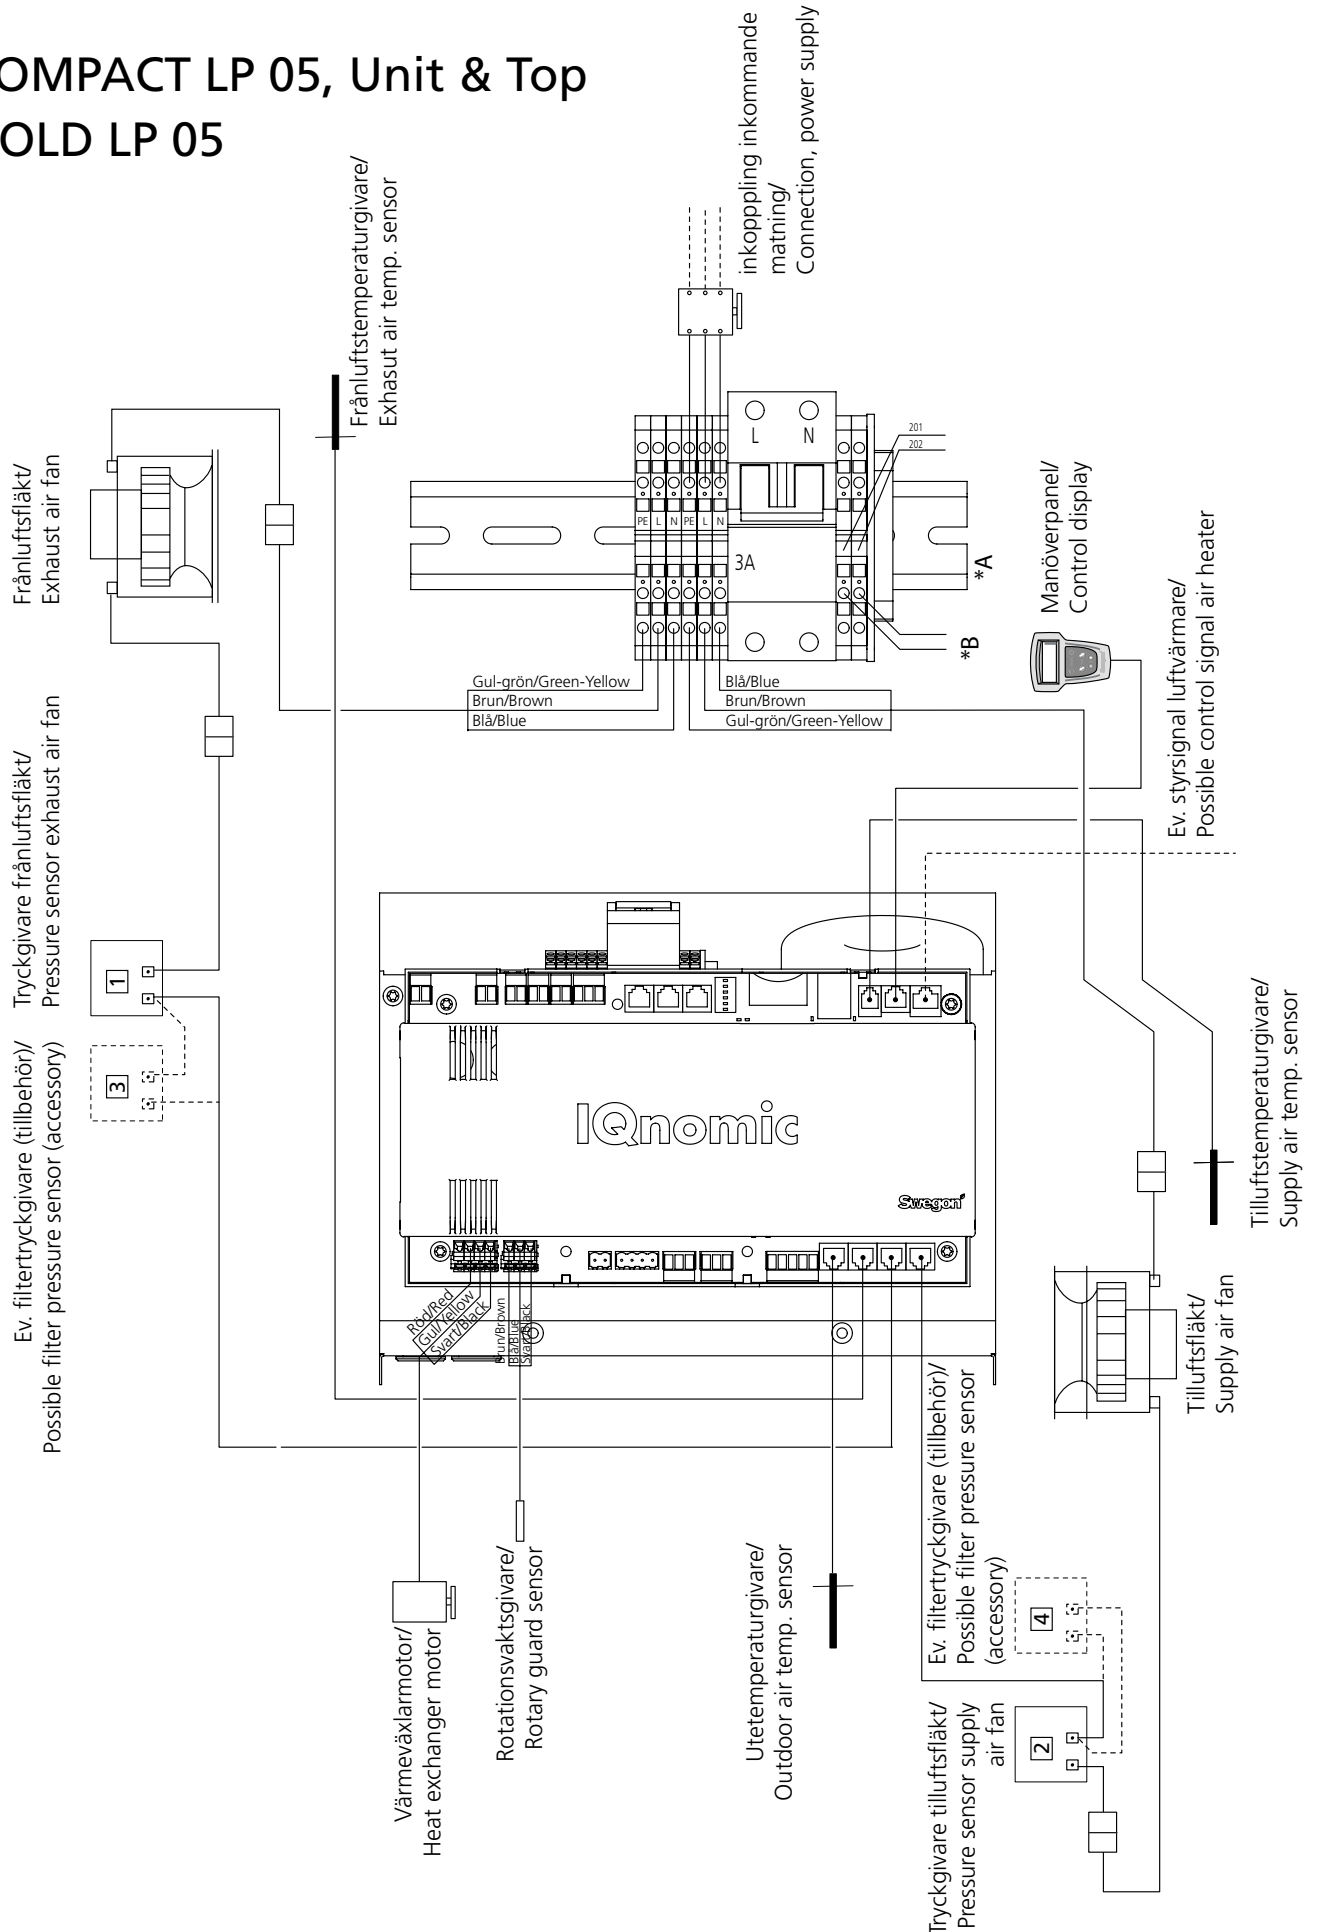 OMPACT LP 05, Unit & Top
OLD LP 05
Frånluftsfläkt/
Exhaust air fan
Frånluftstemperaturgivare/
Exhasut air temp. sensor
inkopppling inkommande
matning/
Connection, power supply
Tryckgivare frånluftsfläkt/
Pressure sensor exhaust air fan
1
Ev. filtertryckgivare (tillbehör)/
Possible filter pressure sensor (accessory)
3
PE
L
N
PE
L
N
L
N
3A
201
202
*A
*B
Gul-grön/Green-Yellow
Brun/Brown
Blå/Blue
Blå/Blue
Brun/Brown
Gul-grön/Green-Yellow
Manöverpanel/
Control display
Ev. styrsignal luftvärmare/
Possible control signal air heater
IQnomic
Swegon
Röd/Red
Gul/Yellow
Svart/Black
Brun/Brown
Blå/Blue
Svart/Black
Tilluftstemperaturgivare/
Supply air temp. sensor
Tilluftsfläkt/
Supply air fan
Värmeväxlarmotor/
Heat exchanger motor
Rotationsvaktsgivare/
Rotary guard sensor
Utetemperaturgivare/
Outdoor air temp. sensor
Ev. filtertryckgivare (tillbehör)/
Possible filter pressure sensor
(accessory)
4
Tryckgivare tilluftsfläkt/
Pressure sensor supply
air fan
2